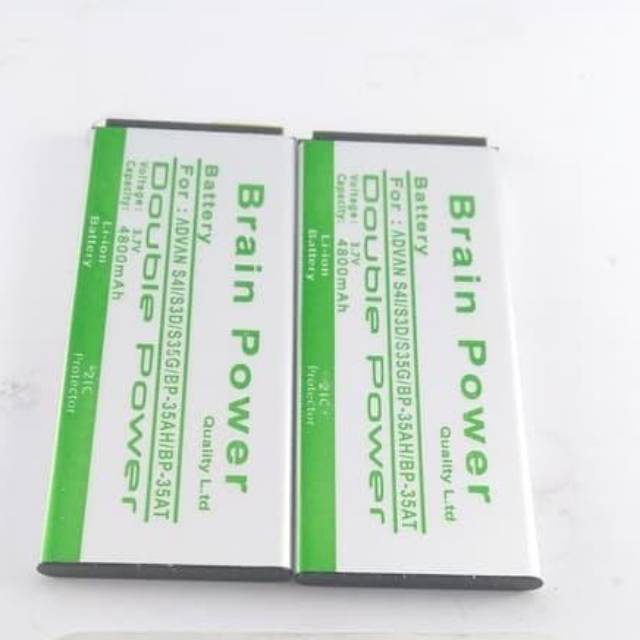 Brain Power
Quality L.td
Battery
For : ADVAN S4I/S3D/S35G/BP-35AH/BP-35AT
Double Power
Voltage: 3.7V
Capacity: 4800mAh
Li-ion
Battery
2IC
Protector
Brain Power
Quality L.td
Battery
For : ADVAN S4I/S3D/S35G/BP-35AH/BP-35AT
Double Power
Voltage: 3.7V
Capacity: 4800mAh
Li-ion
Battery
2IC
Protector